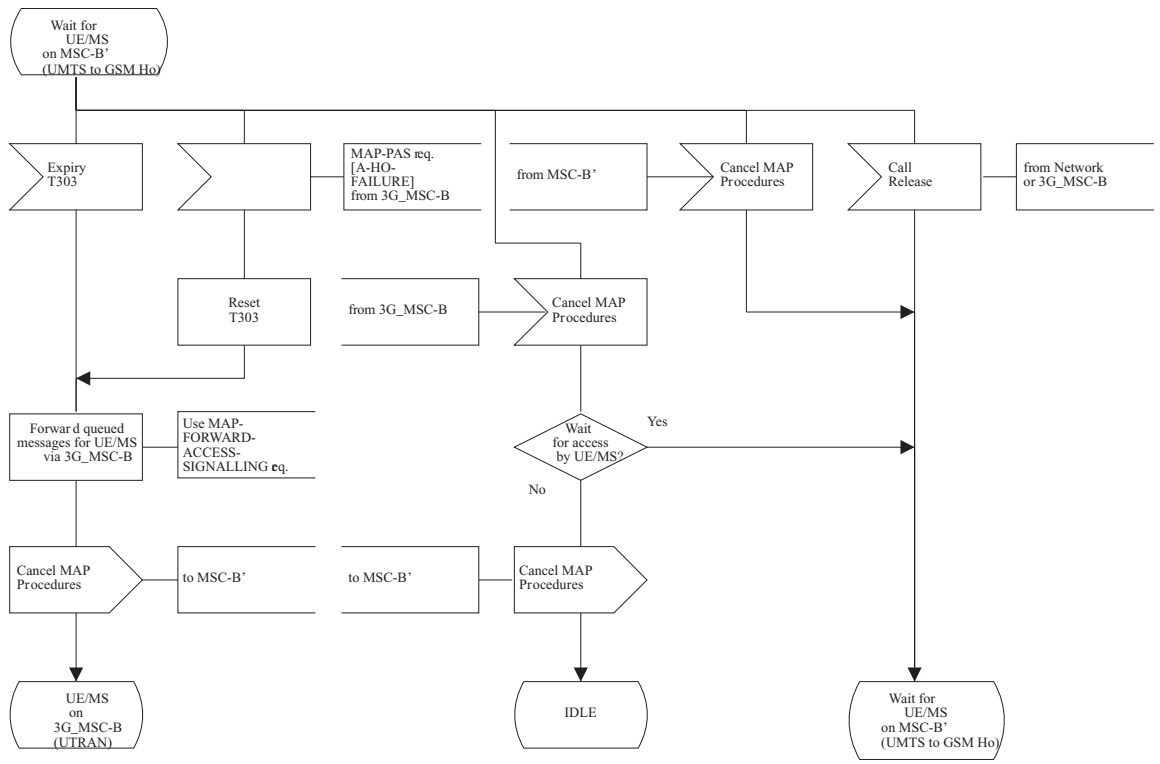 Wait for
UE/MS
on MSC-B’
(UMTS to GSM Ho)
Expiry
T303
MAP-PAS req.
[A-HO-
FAILURE]
from 3G_MSC-B
from MSC-B’
Cancel MAP
Procedures
Call
Release
from Network
or 3G_MSC-B
Reset
T303
from 3G_MSC-B
Cancel MAP
Procedures
Forward queued
messages for UE/MS
via 3G_MSC-B
Use MAP-
FORWARD-
ACCESS-
SIGNALLING req.
Wait
for access
by UE/MS?
Yes
No
Cancel MAP
Procedures
to MSC-B’
to MSC-B’
Cancel MAP
Procedures
UE/MS
on
3G_MSC-B
(UTRAN)
IDLE
Wait for
UE/MS
on MSC-B’
(UMTS to GSM Ho)